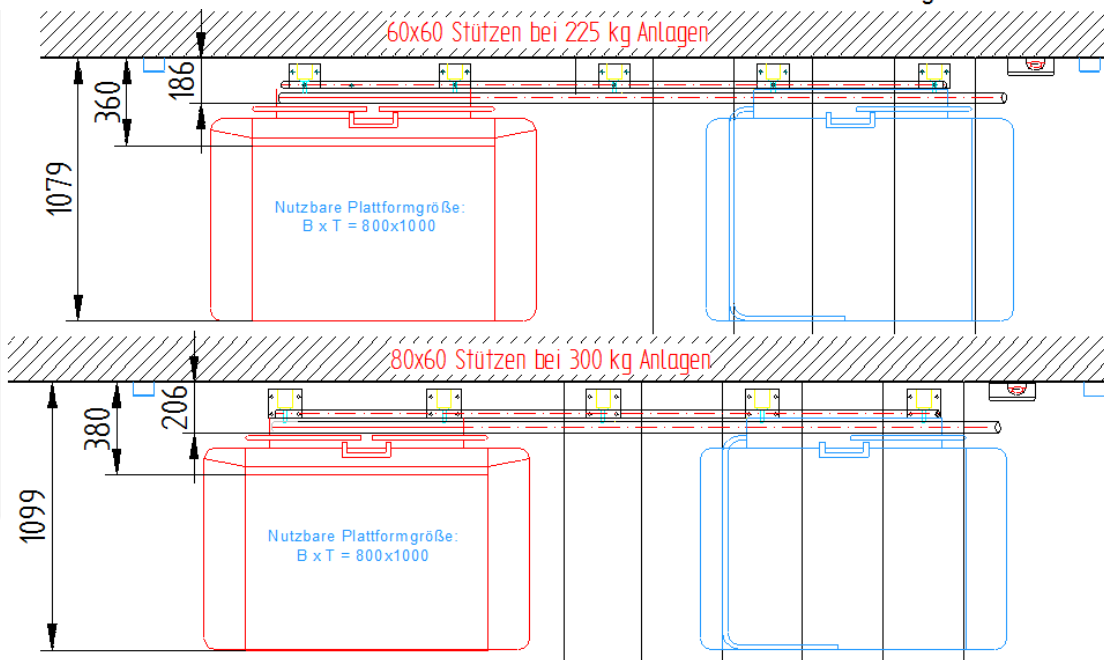 60x60 Stützen bei 225 kg Anlagen
186
360
1079
Nutzbare Plattformgröße:
B x T = 800x1000
80x60 Stützen bei 300 kg Anlagen
206
380
1099
Nutzbare Plattformgröße:
B x T = 800x1000